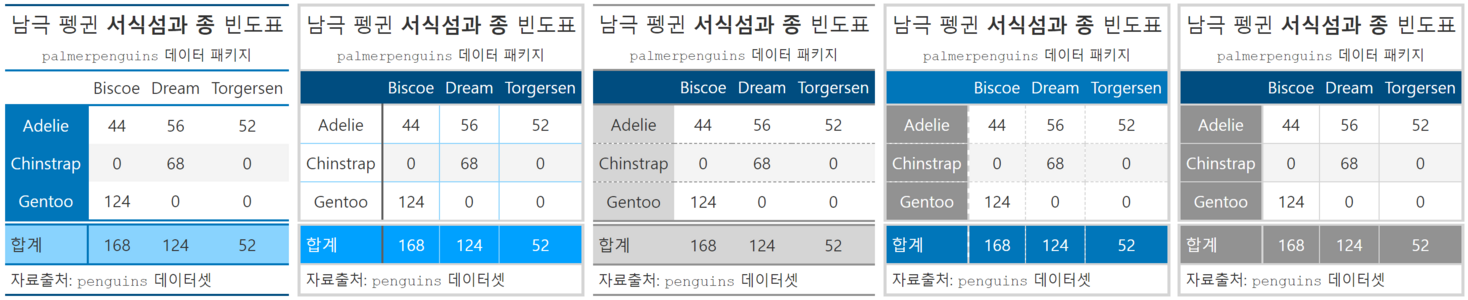 남극 펭귄 서식섬과 종 빈도표
palmerpenguins 데이터 패키지
Biscoe Dream Torgersen
Adelie 44 56 52
Chinstrap 0 68 0
Gentoo 124 0 0
합계 168 124 52
자료출처: penguins 데이터셋
남극 펭귄 서식섬과 종 빈도표
palmerpenguins 데이터 패키지
Biscoe Dream Torgersen
Adelie 44 56 52
Chinstrap 0 68 0
Gentoo 124 0 0
합계 168 124 52
자료출처: penguins 데이터셋
남극 펭귄 서식섬과 종 빈도표
palmerpenguins 데이터 패키지
Biscoe Dream Torgersen
Adelie 44 56 52
Chinstrap 0 68 0
Gentoo 124 0 0
합계 168 124 52
자료출처: penguins 데이터셋
남극 펭귄 서식섬과 종 빈도표
palmerpenguins 데이터 패키지
Biscoe Dream Torgersen
Adelie 44 56 52
Chinstrap 0 68 0
Gentoo 124 0 0
합계 168 124 52
자료출처: penguins 데이터셋
남극 펭귄 서식섬과 종 빈도표
palmerpenguins 데이터 패키지
Biscoe Dream Torgersen
Adelie 44 56 52
Chinstrap 0 68 0
Gentoo 124 0 0
합계 168 124 52
자료출처: penguins 데이터셋